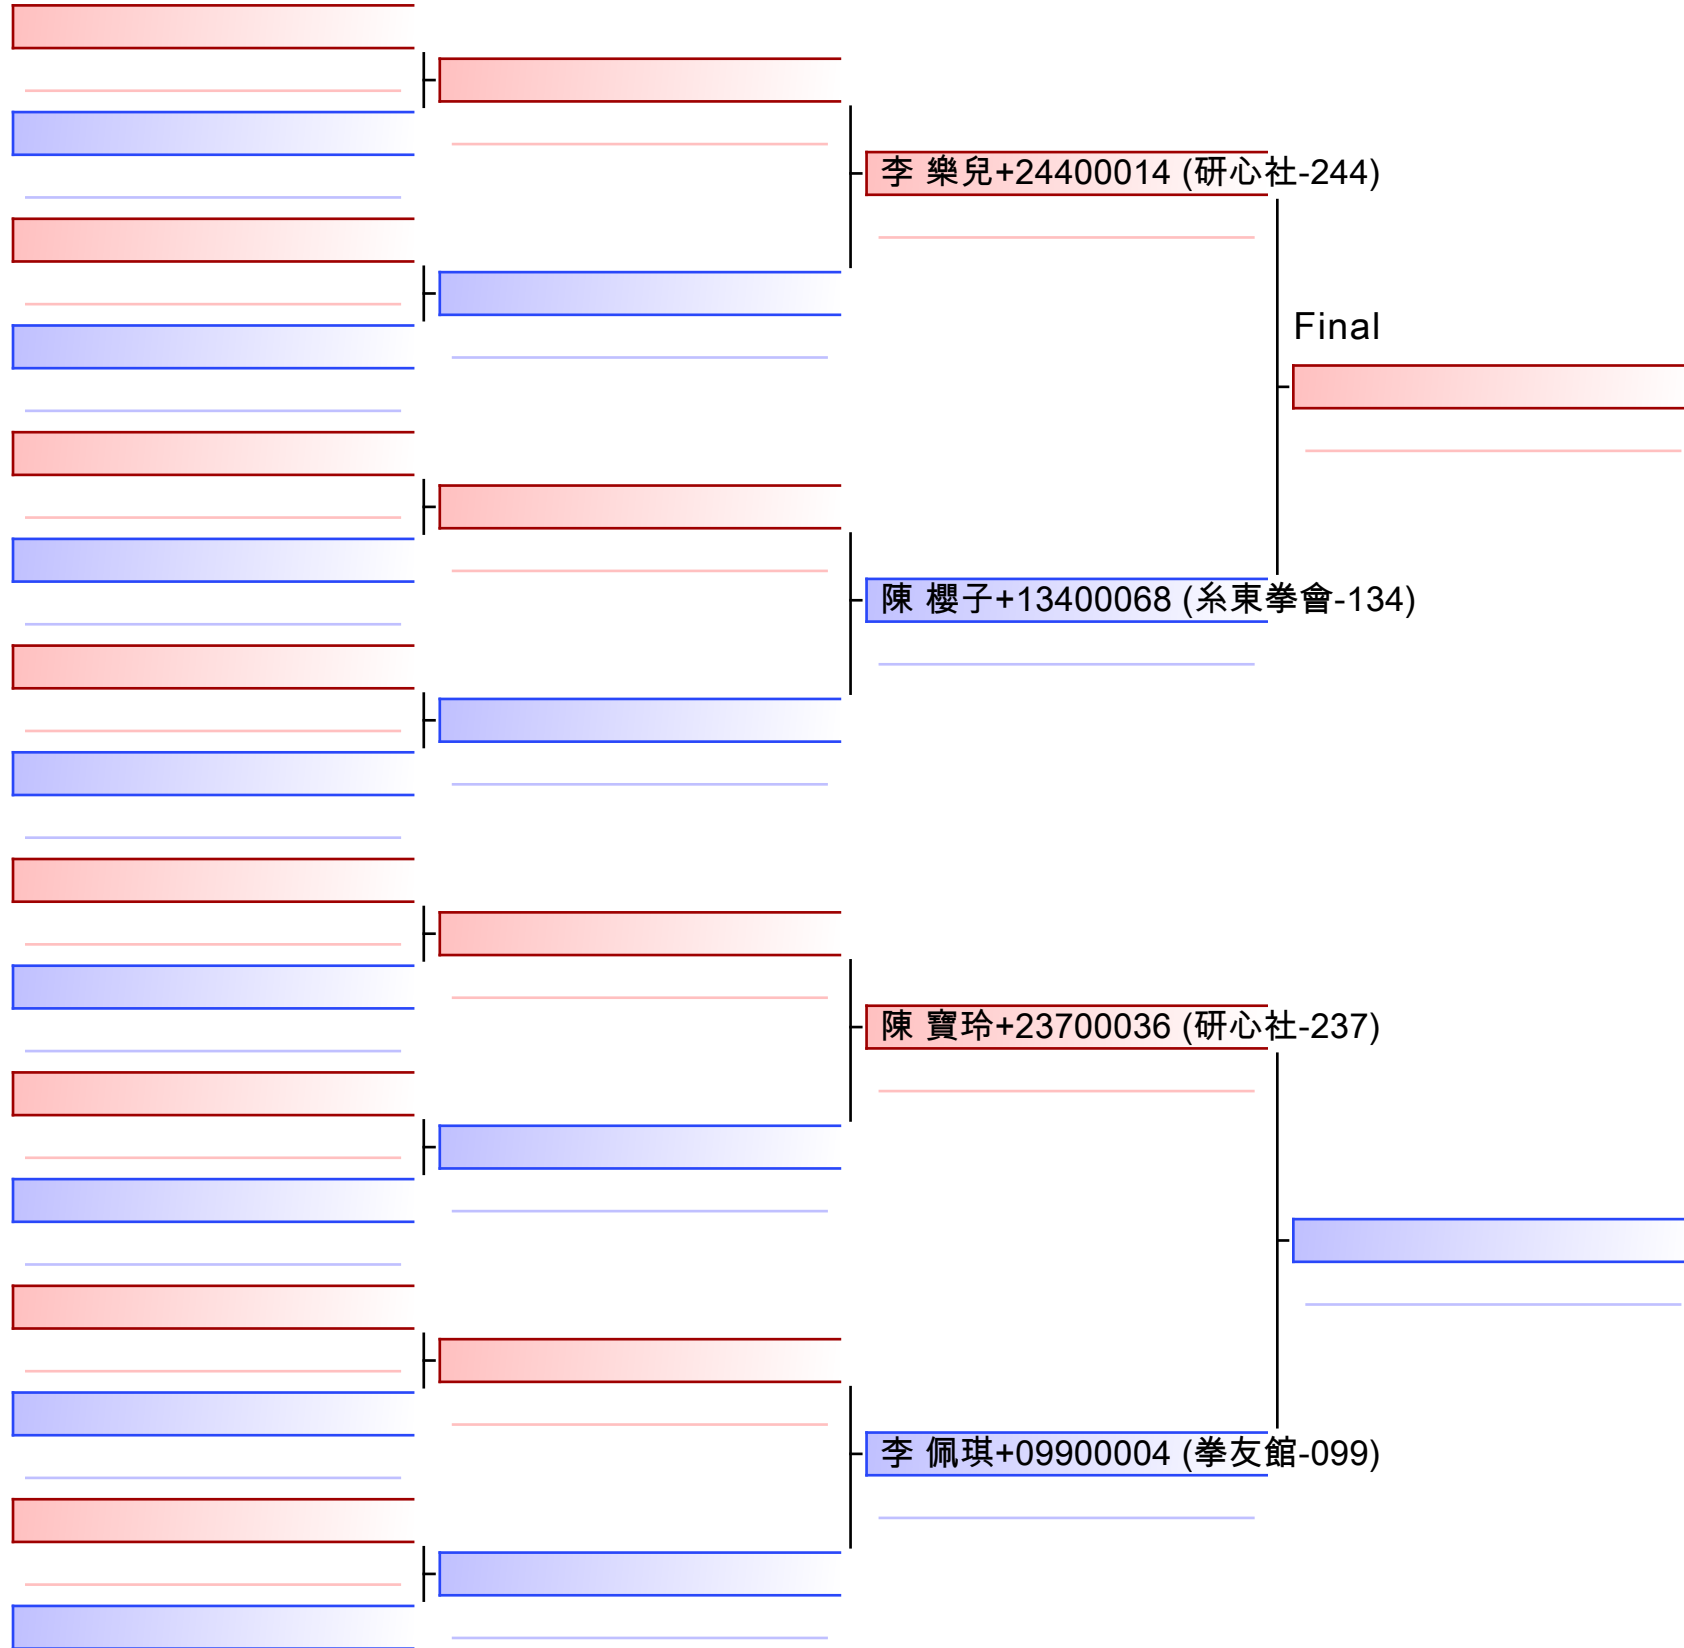 李 樂兒+24400014 (研心社-244)
Final
陳 櫻子+13400068 (糸東拳會-134)
陳 寶玲+23700036 (研心社-237)
李 佩琪+09900004 (拳友館-099)